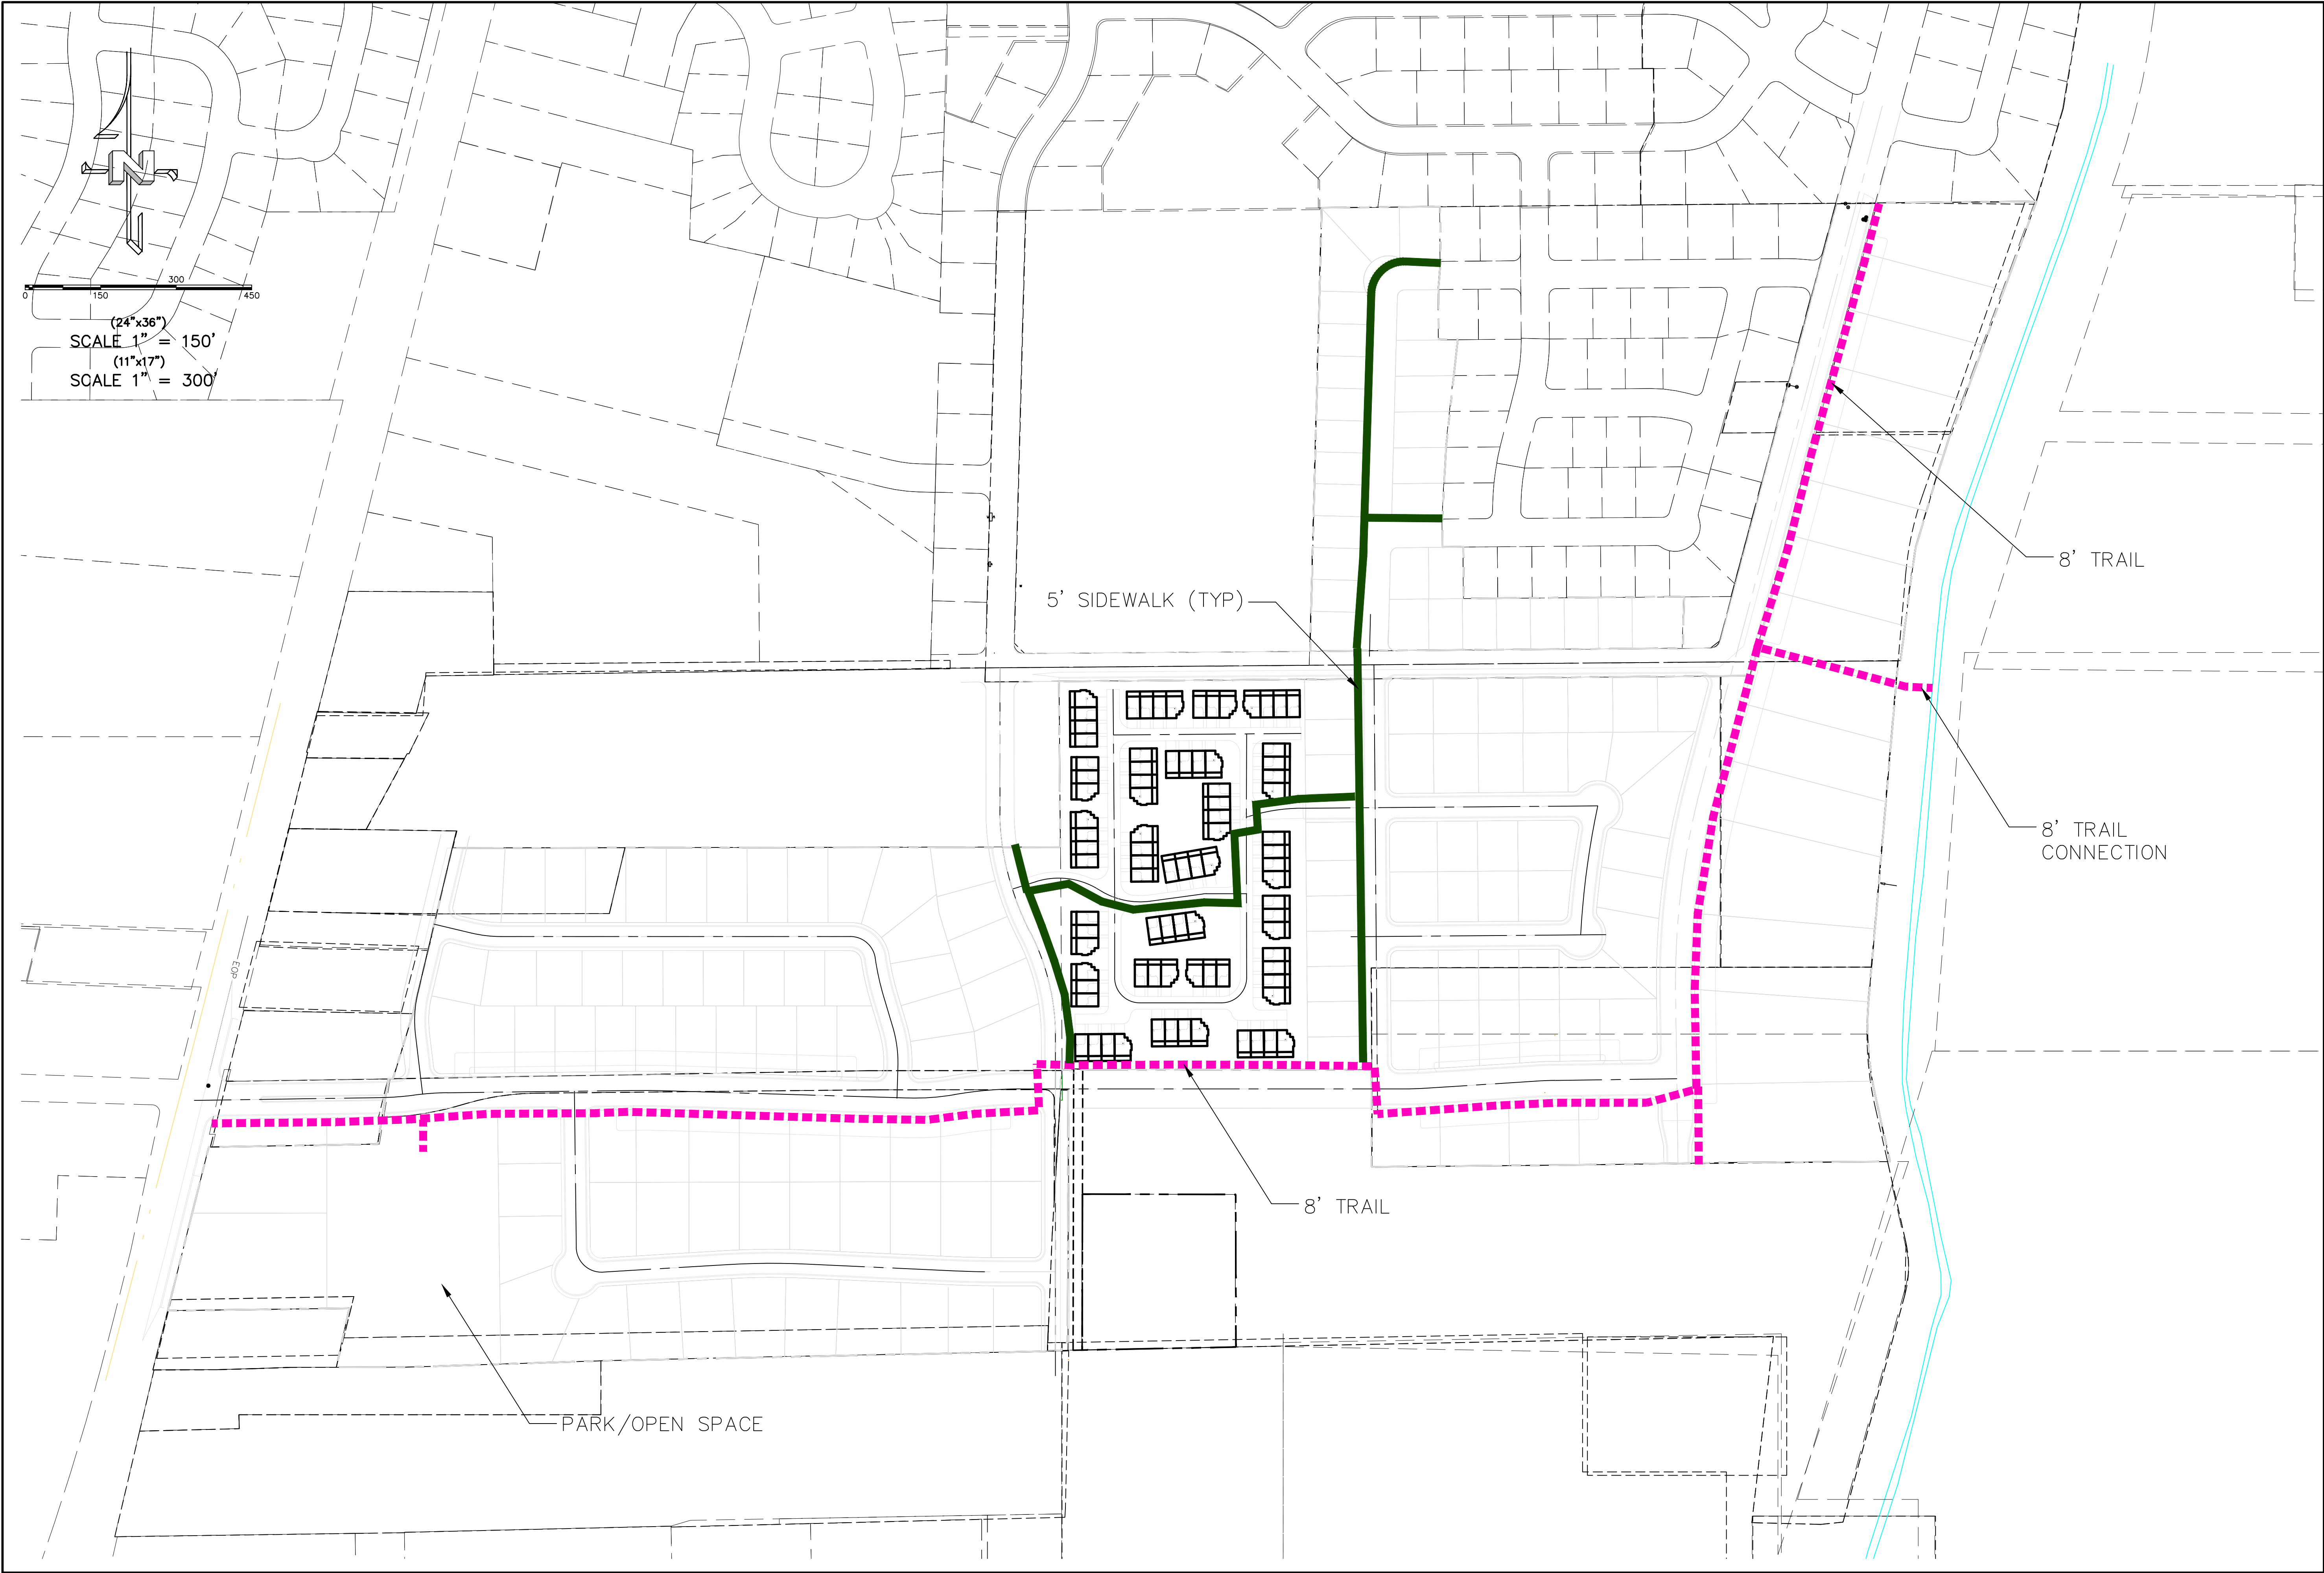 N
300
0 150 450
(24"x36")
SCALE 1" = 150'
(11"x17")
SCALE 1" = 300'
8' TRAIL
5' SIDEWALK (TYP)
8' TRAIL
CONNECTION
EOP
8' TRAIL
PARK/OPEN SPACE